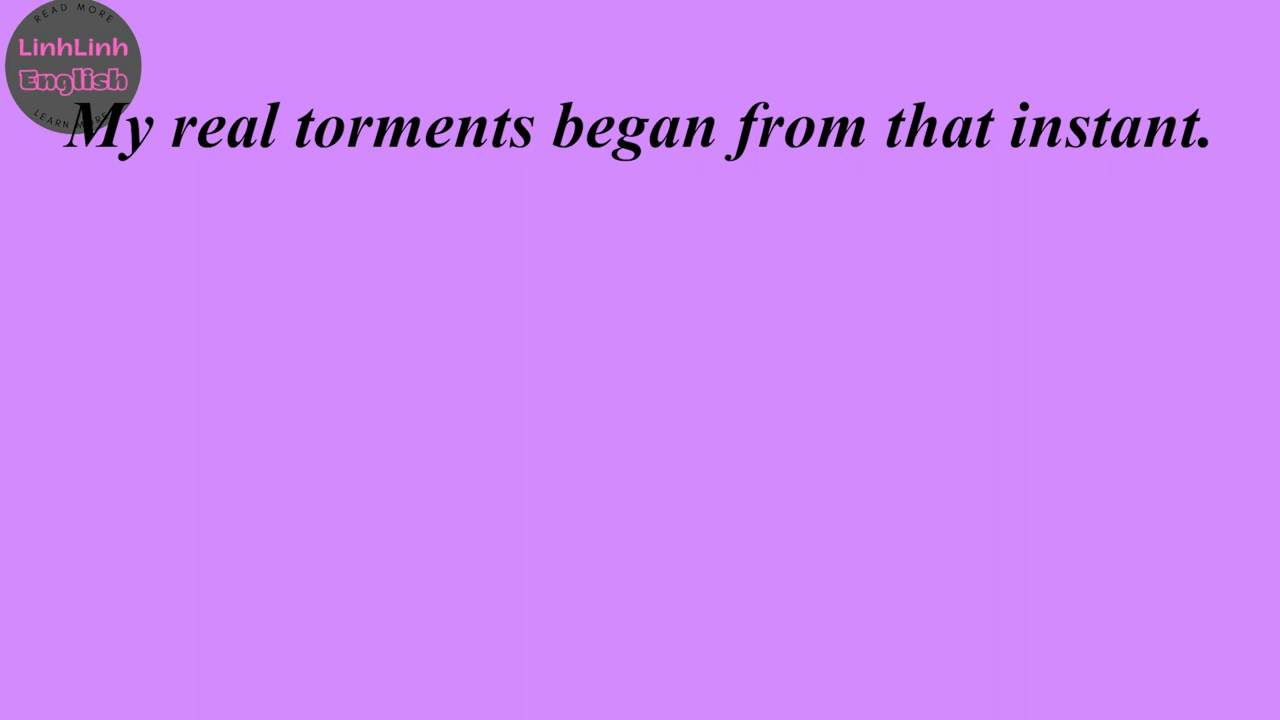 READ MORE
LinhLinh
English
LEARN MORE
My real torments began from that instant.